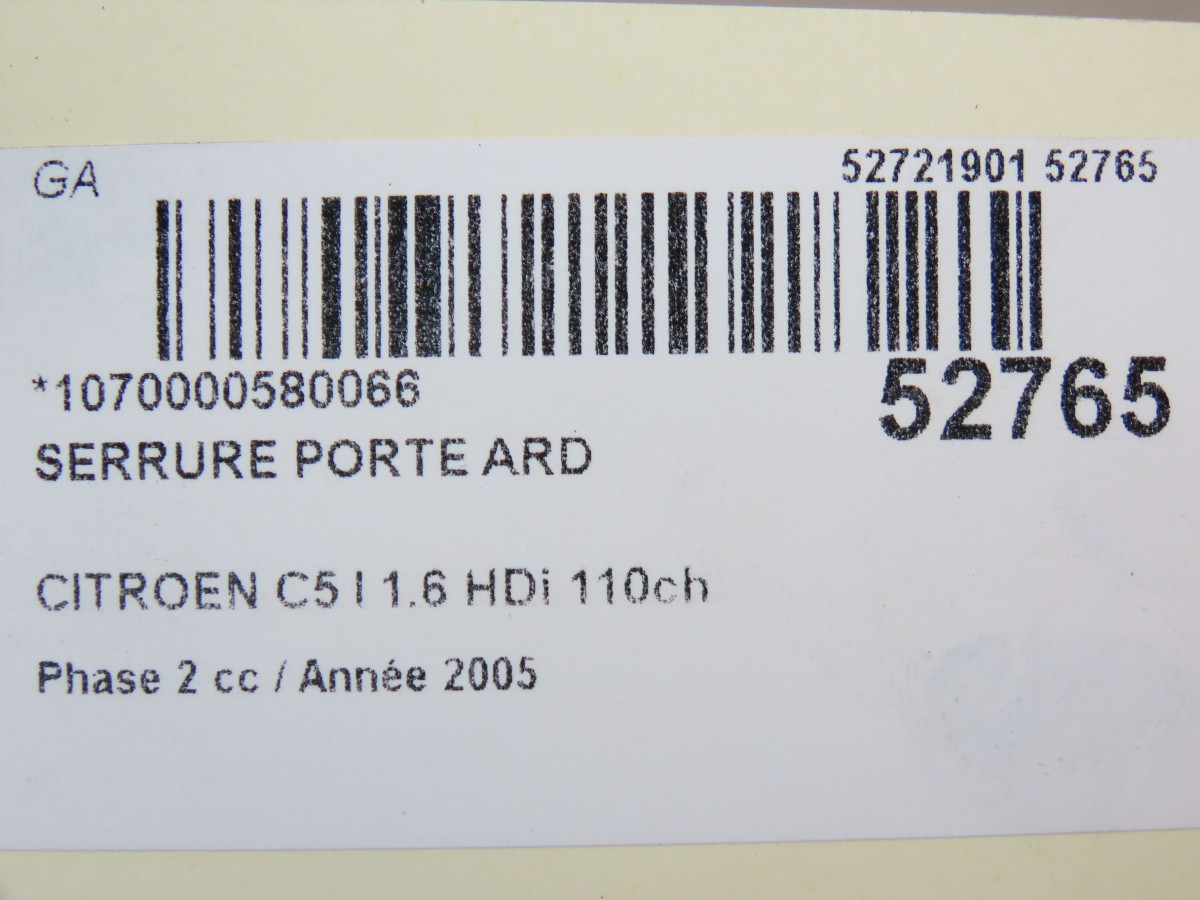 GA
52721901 52765
*1070000580066
52765
SERRURE PORTE ARD
CITROEN C5 I 1.6 HDi 110ch
Phase 2 cc / Année 2005